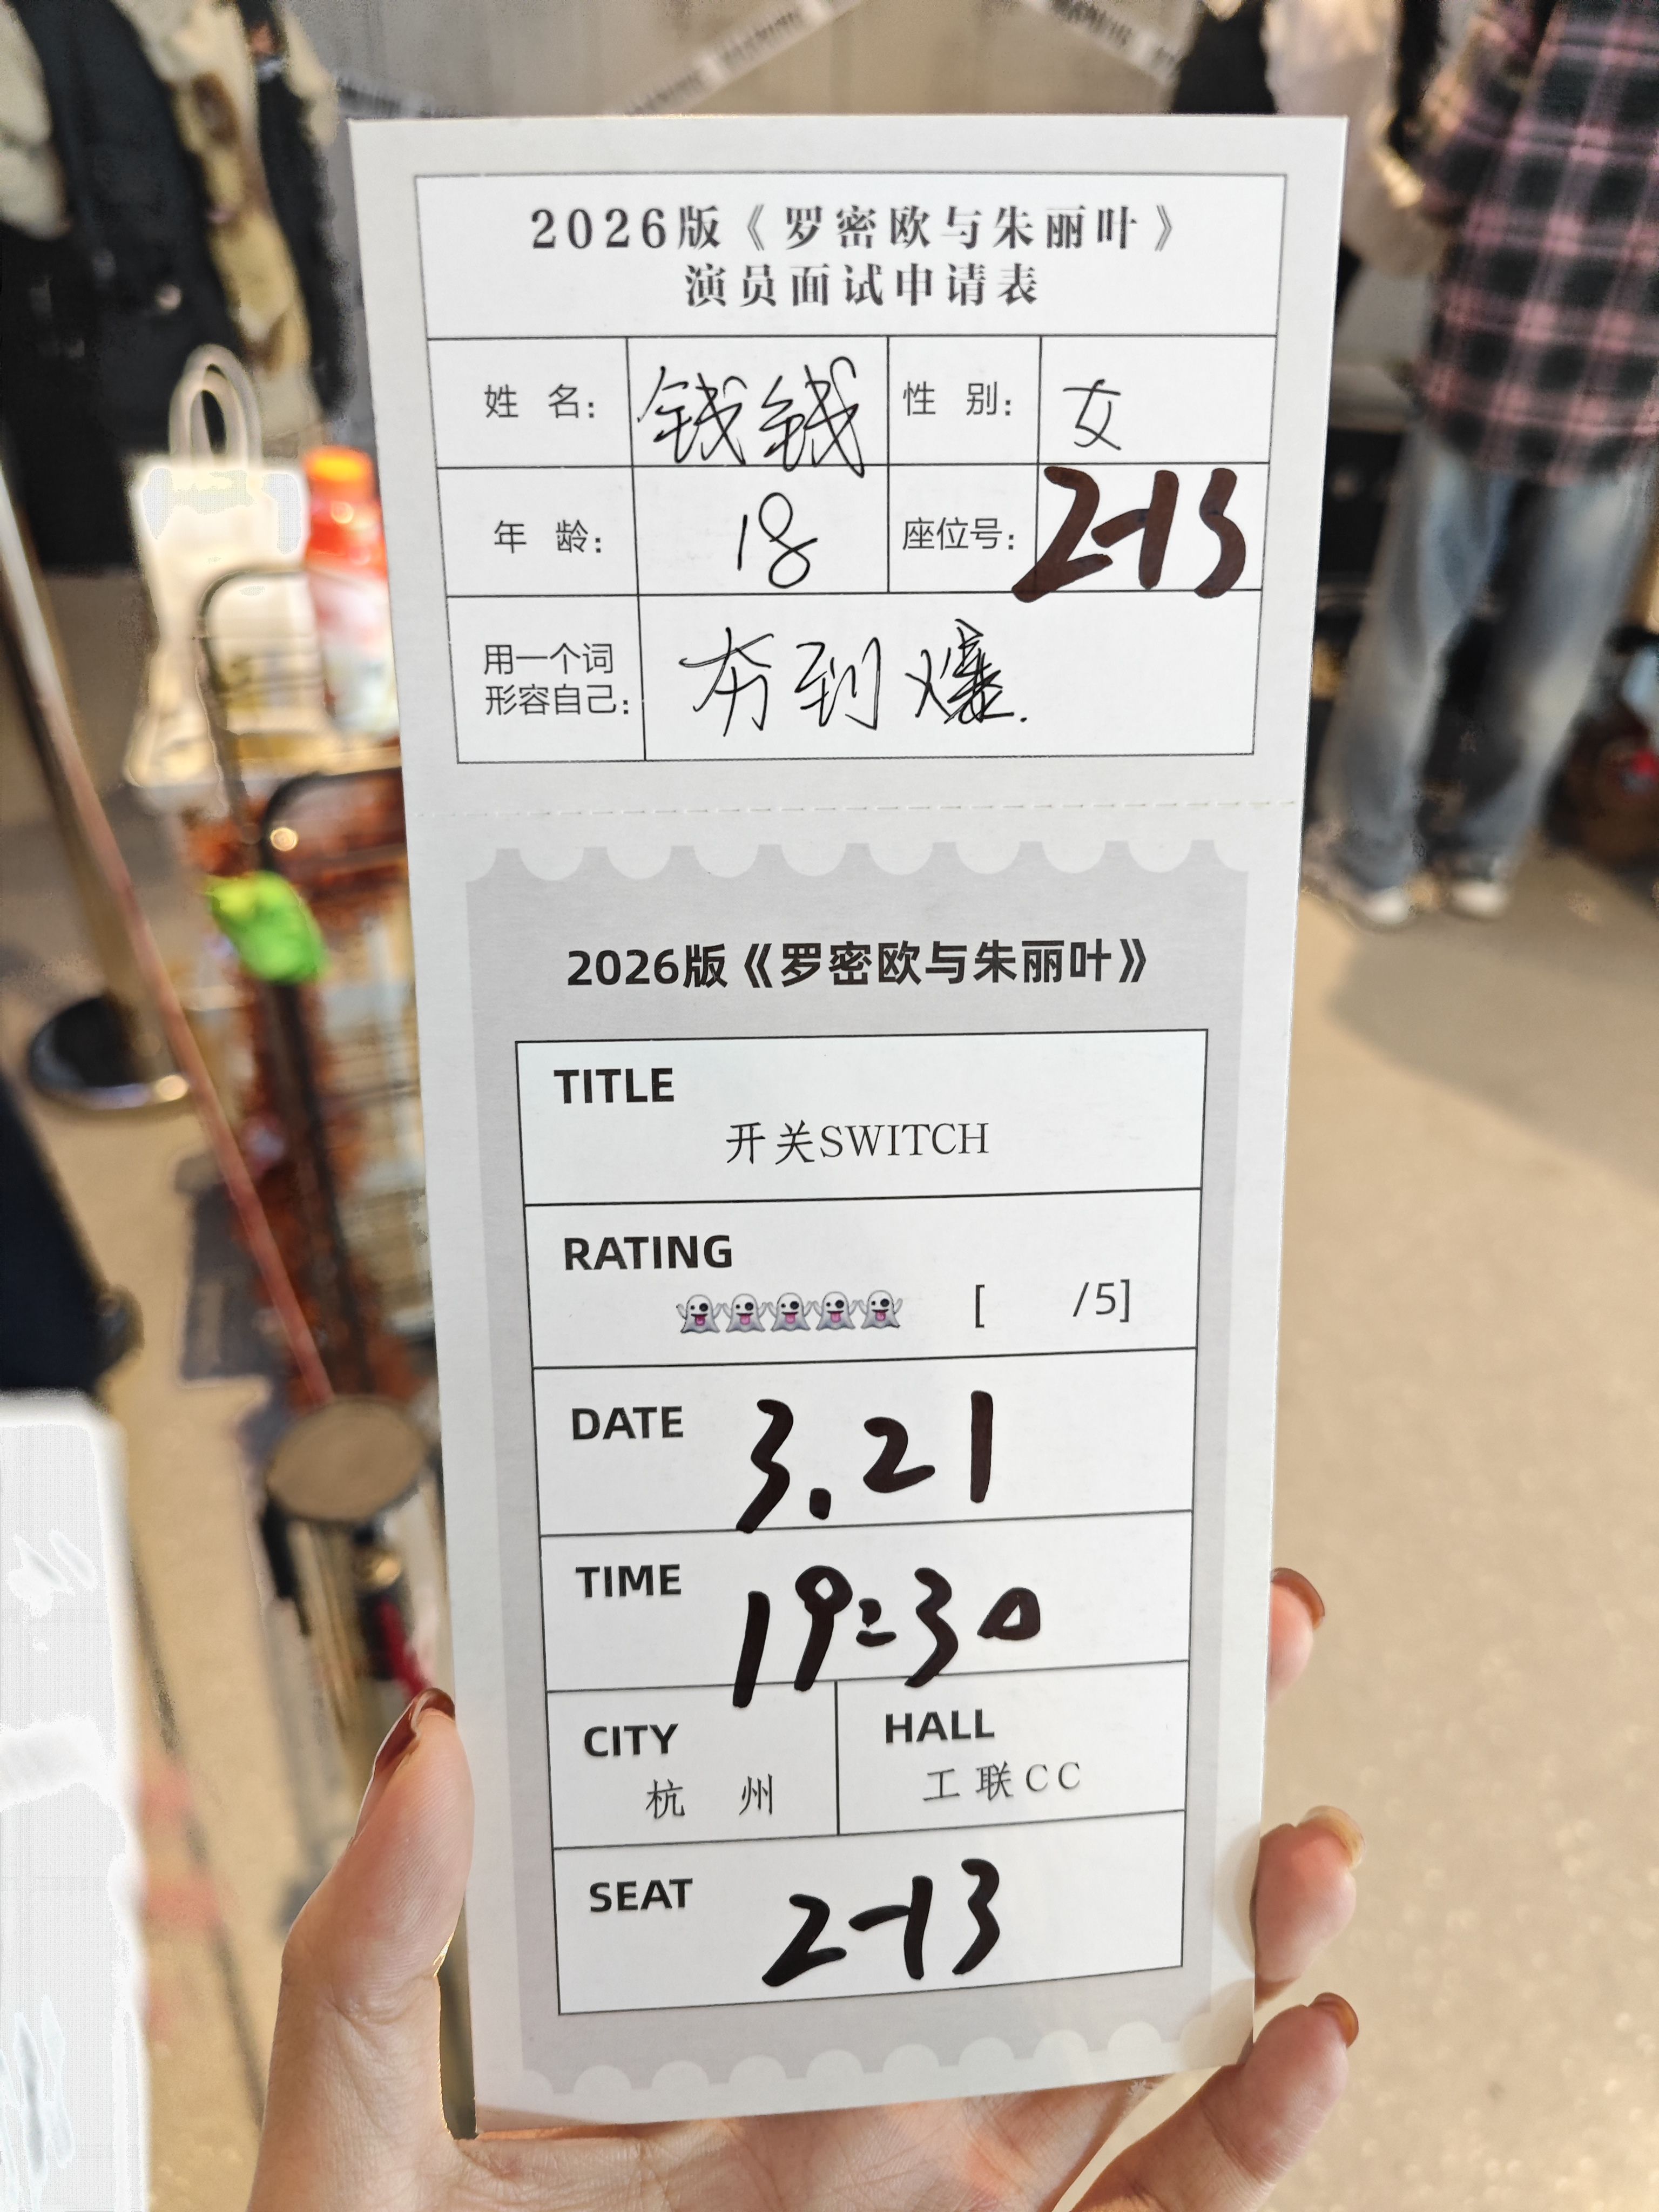 2026版《罗密欧与朱丽叶》
演员面试申请表
姓 名： 钱钱 性 别： 女
年 龄： 18 座位号： 2-13
用一个词
形容自己： 夯到爆.
2026版《罗密欧与朱丽叶》
TITLE
开关SWITCH
RATING
👻👻👻👻👻 [ /5]
DATE 3.21
TIME 19:30
CITY HALL
杭 州 工联CC
SEAT 2-13